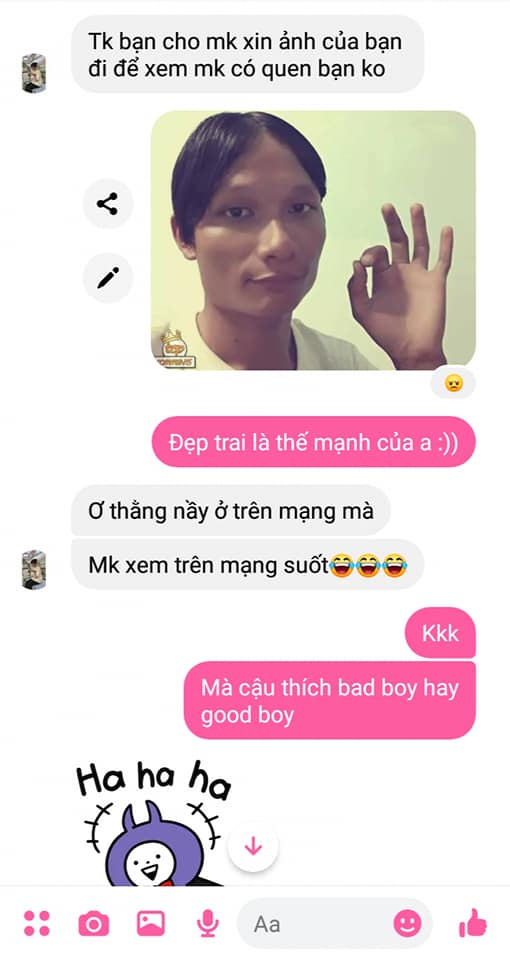 Tk bạn cho mk xin ảnh của bạn
đi để xem mk có quen bạn ko
top
Đẹp trai là thế mạnh của a :))
Ơ thằng nầy ở trên mạng mà
Mk xem trên mạng suốt😂😂😂
Kkk
Mà cậu thích bad boy hay
good boy
Ha ha ha
Aa